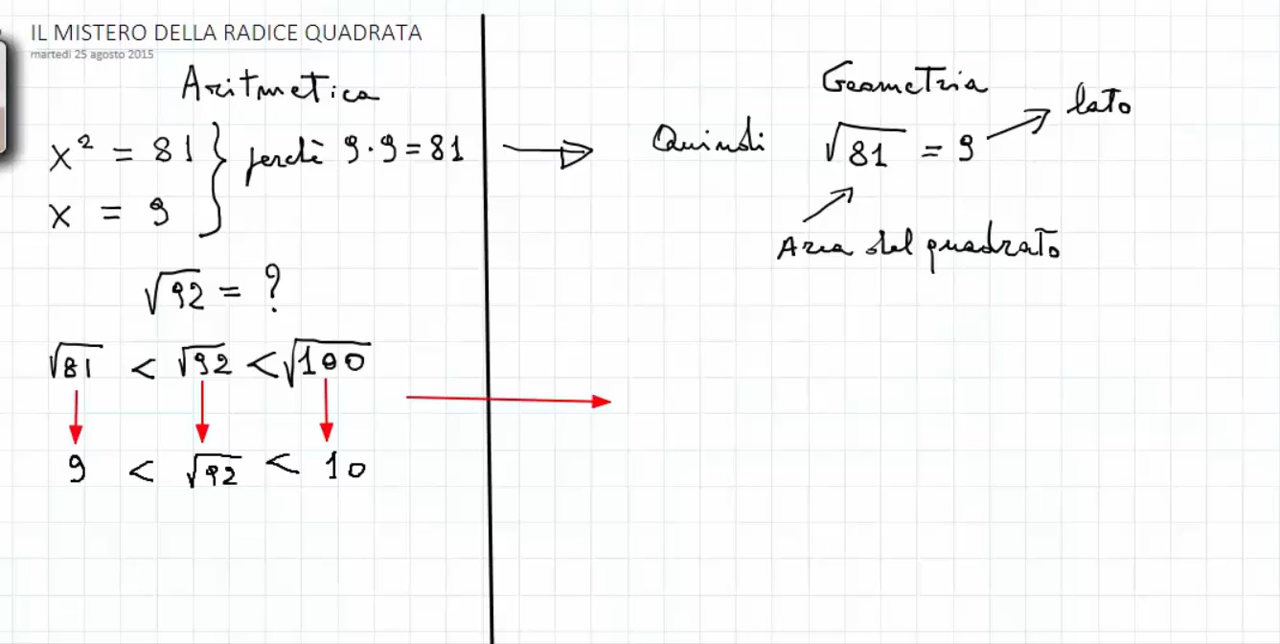 IL MISTERO DELLA RADICE QUADRATA
martedì 25 agosto 2015
Aritmetica
x² = 81 } perchè 9·9=81
x = 9
√92 = ?
√81 < √92 < √100
9 < √92 < 10
Geometria
Quindi √81 = 9 lato
Area del quadrato